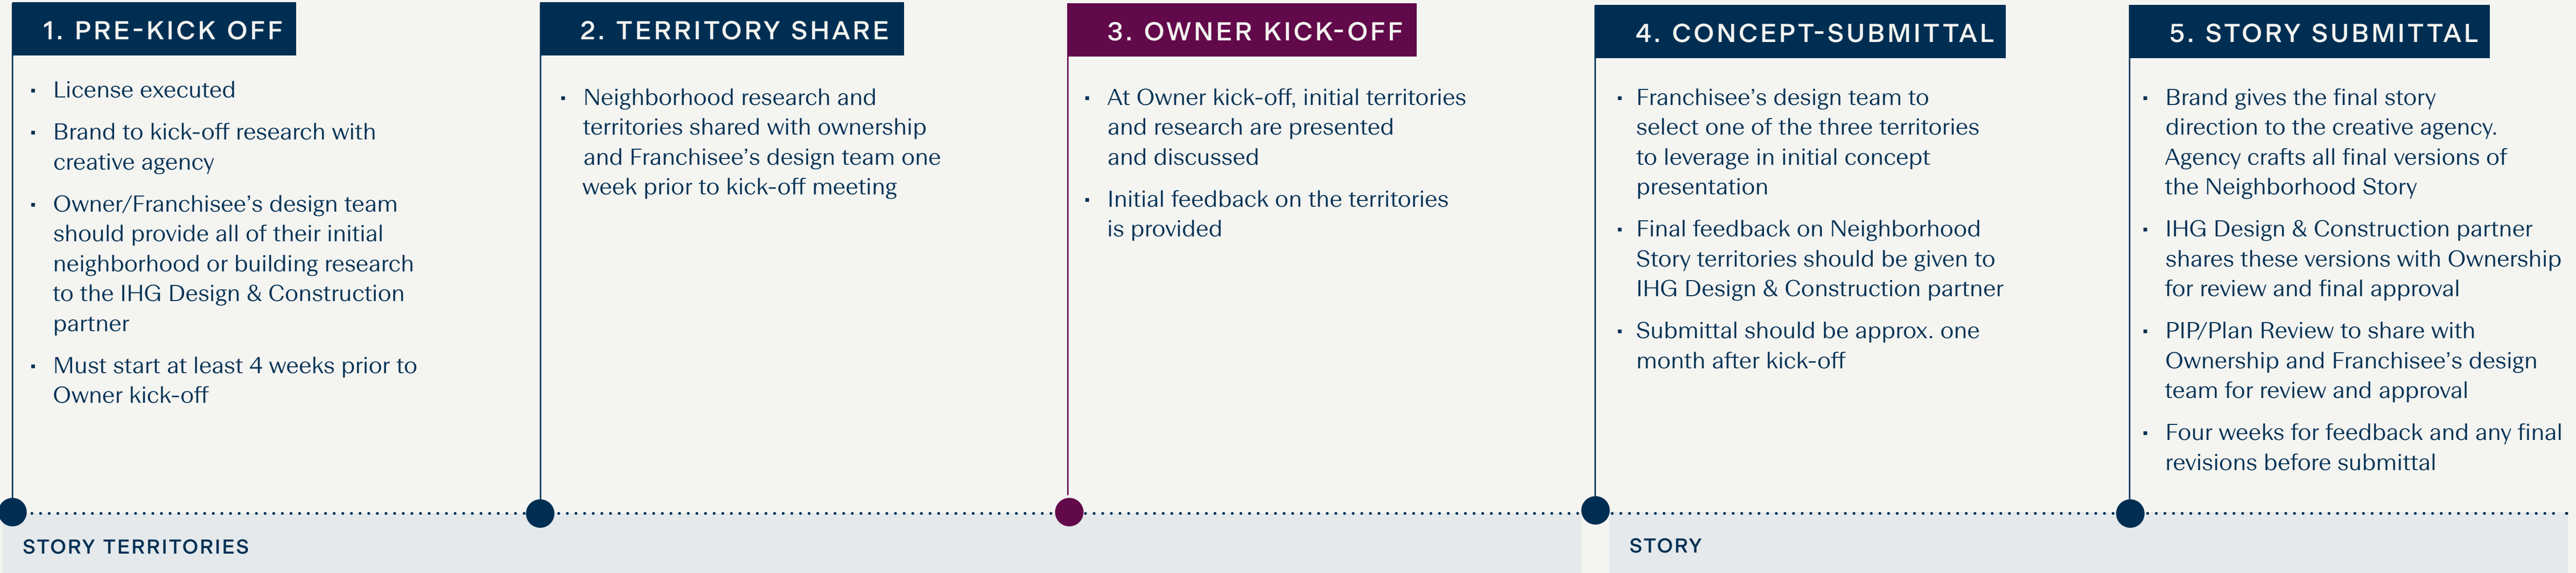 1. PRE-KICK OFF
▪ License executed
▪ Brand to kick-off research with
creative agency
▪ Owner/Franchisee’s design team
should provide all of their initial
neighborhood or building research
to the IHG Design & Construction
partner
▪ Must start at least 4 weeks prior to
Owner kick-off
2. TERRITORY SHARE
▪ Neighborhood research and
territories shared with ownership
and Franchisee’s design team one
week prior to kick-off meeting
3. OWNER KICK-OFF
▪ At Owner kick-off, initial territories
and research are presented
and discussed
▪ Initial feedback on the territories
is provided
4. CONCEPT-SUBMITTAL
▪ Franchisee’s design team to
select one of the three territories
to leverage in initial concept
presentation
▪ Final feedback on Neighborhood
Story territories should be given to
IHG Design & Construction partner
▪ Submittal should be approx. one
month after kick-off
5. STORY SUBMITTAL
▪ Brand gives the final story
direction to the creative agency.
Agency crafts all final versions of
the Neighborhood Story
▪ IHG Design & Construction partner
shares these versions with Ownership
for review and final approval
▪ PIP/Plan Review to share with
Ownership and Franchisee’s design
team for review and approval
▪ Four weeks for feedback and any final
revisions before submittal
STORY TERRITORIES
STORY